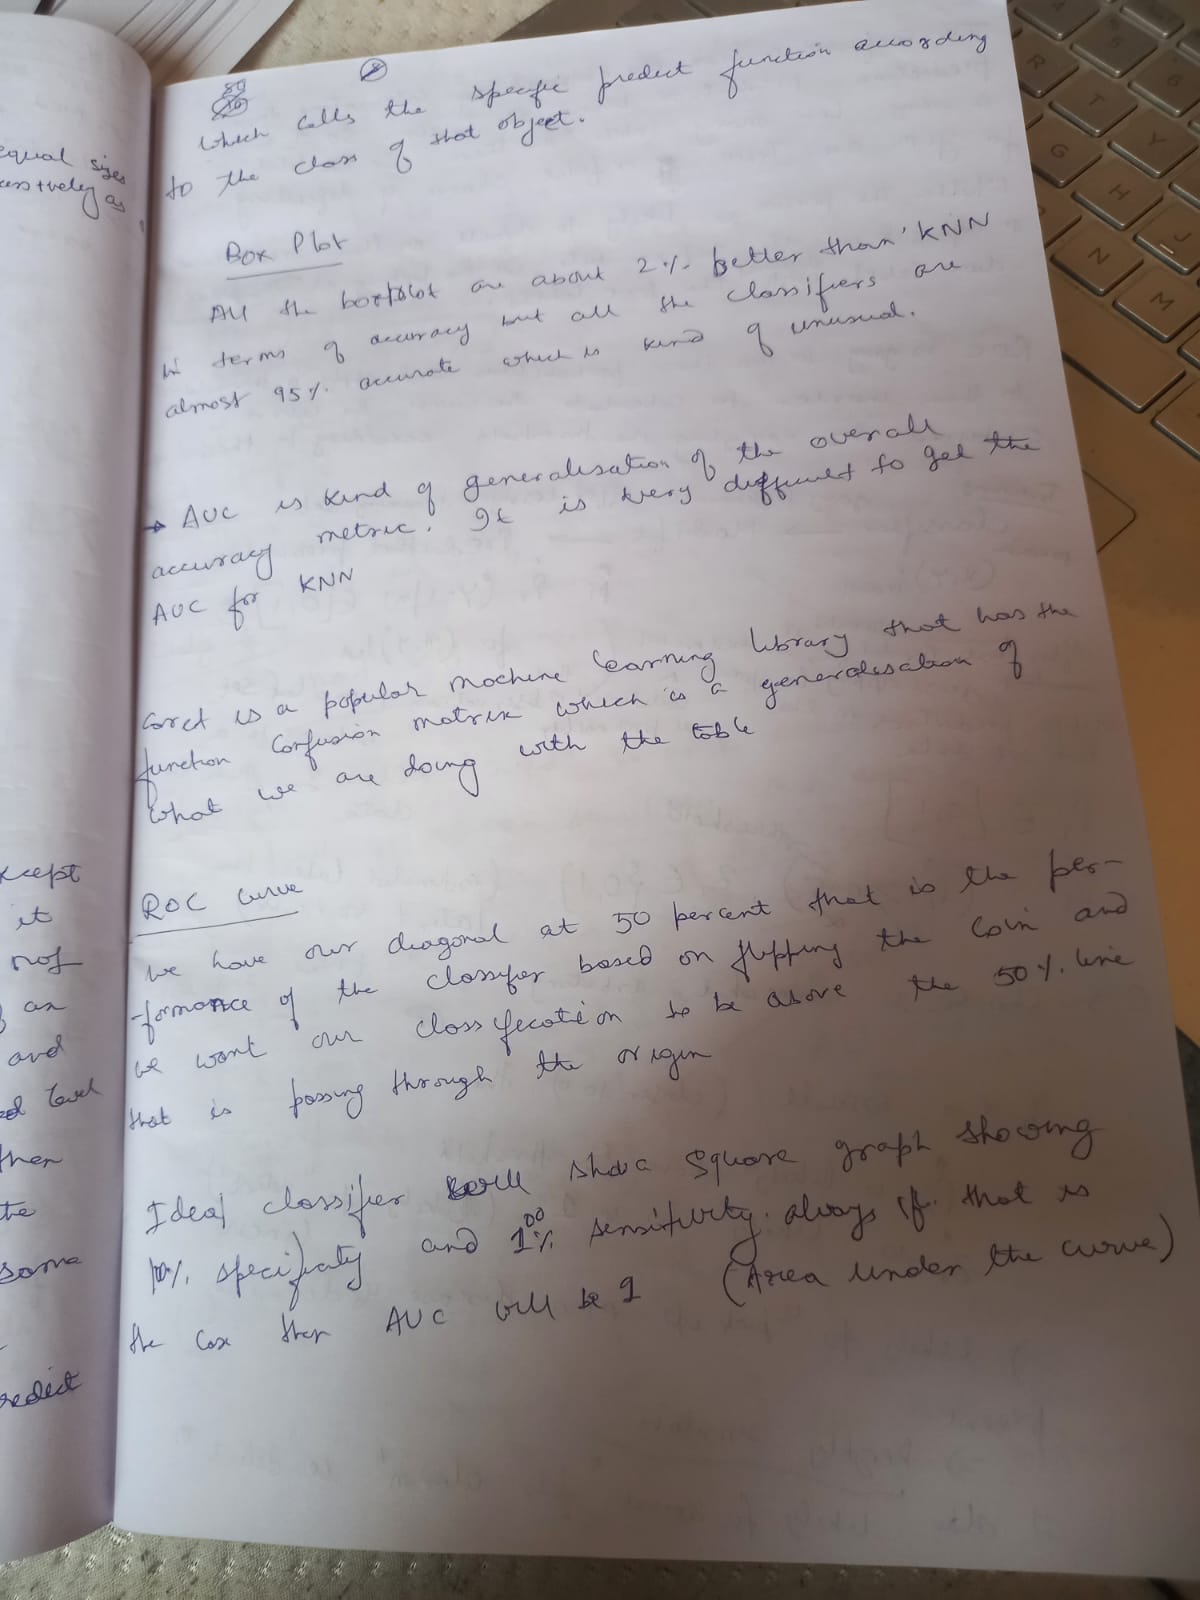 equal sizes
as
xcept
it
not
an
and
level
then
the
same
redict
50
which calls the specific predict function according
to the class of that object.
Box Plot
All the boxplot are about 2% better than KNN
in terms of accuracy but all the classifiers are
almost 95% accurate which is kind of unusual.
→ AUC is kind of generalisation of the overall
accuracy metric. It is very difficult to get the
AUC for KNN
Caret is a popular machine learning library that has the
function Confusion matrix which is a generalisation of
what we are doing with the table
ROC Curve
We have our diagonal at 50 percent that is the per-
-formance of the classifier based on flipping the coin and
we want our classification to be above the 50% line
that is passing through the origin
Ideal classifier will show a square graph showing
100% specificity and 100% sensitivity. always if that is
the case then AUC will be 1 (Area under the curve)